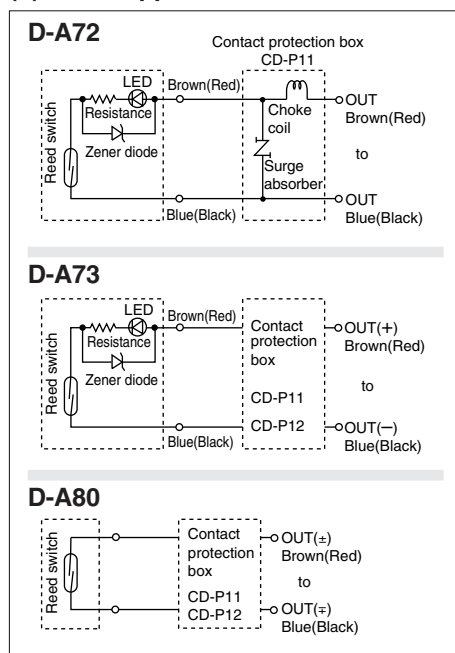 D-A72
Contact protection box
CD-P11
LED
Brown(Red)
Resistance
Zener diode
Reed switch
Choke
coil
Surge
absorber
OUT
Brown(Red)
to
OUT
Blue(Black)
Blue(Black)
D-A73
LED
Brown(Red)
Resistance
Zener diode
Reed switch
Contact
protection
box
CD-P11
CD-P12
OUT(+)
Brown(Red)
to
OUT(−)
Blue(Black)
Blue(Black)
D-A80
Reed switch
Contact
protection
box
CD-P11
CD-P12
OUT(±)
Brown(Red)
to
OUT(∓)
Blue(Black)